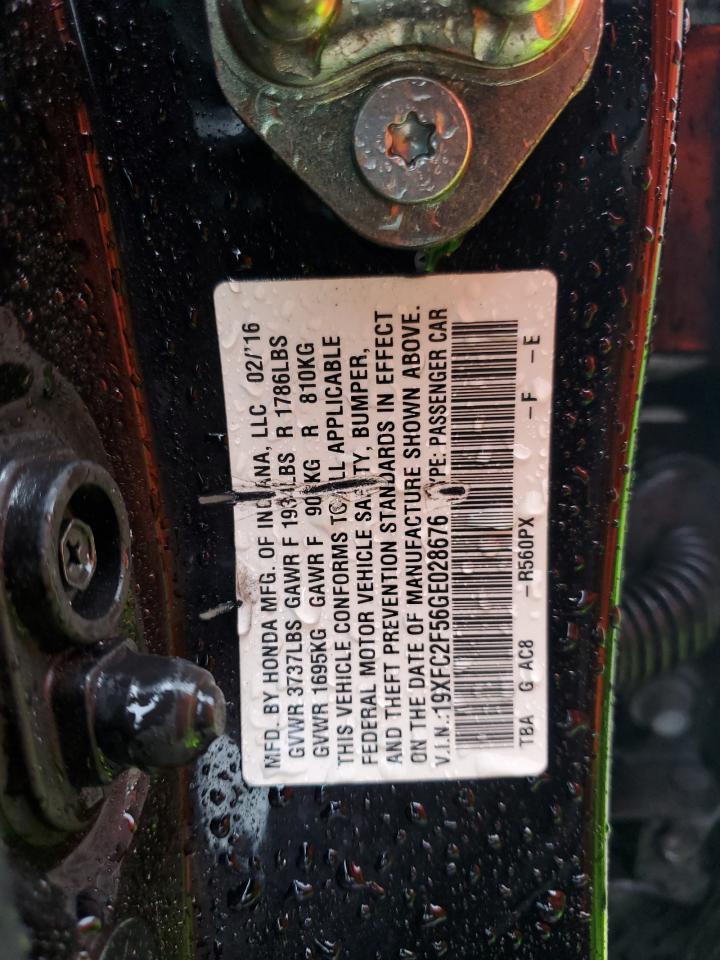 MFD. BY HONDA MFG. OF INDIANA, LLC 02/'16
GVWR 3737LBS GAWR F LBS R 1786LBS
GVWR 1695KG GAWR F KG R 810KG
THIS VEHICLE CONFORMS TO ALL APPLICABLE
FEDERAL MOTOR VEHICLE SAFETY, BUMPER,
AND THEFT PREVENTION STANDARDS IN EFFECT
ON THE DATE OF MANUFACTURE SHOWN ABOVE.
V.I.N.:19XFC2F56GE028676 TYPE: PASSENGER CAR
TBA G AC8 -R560PX -F -E